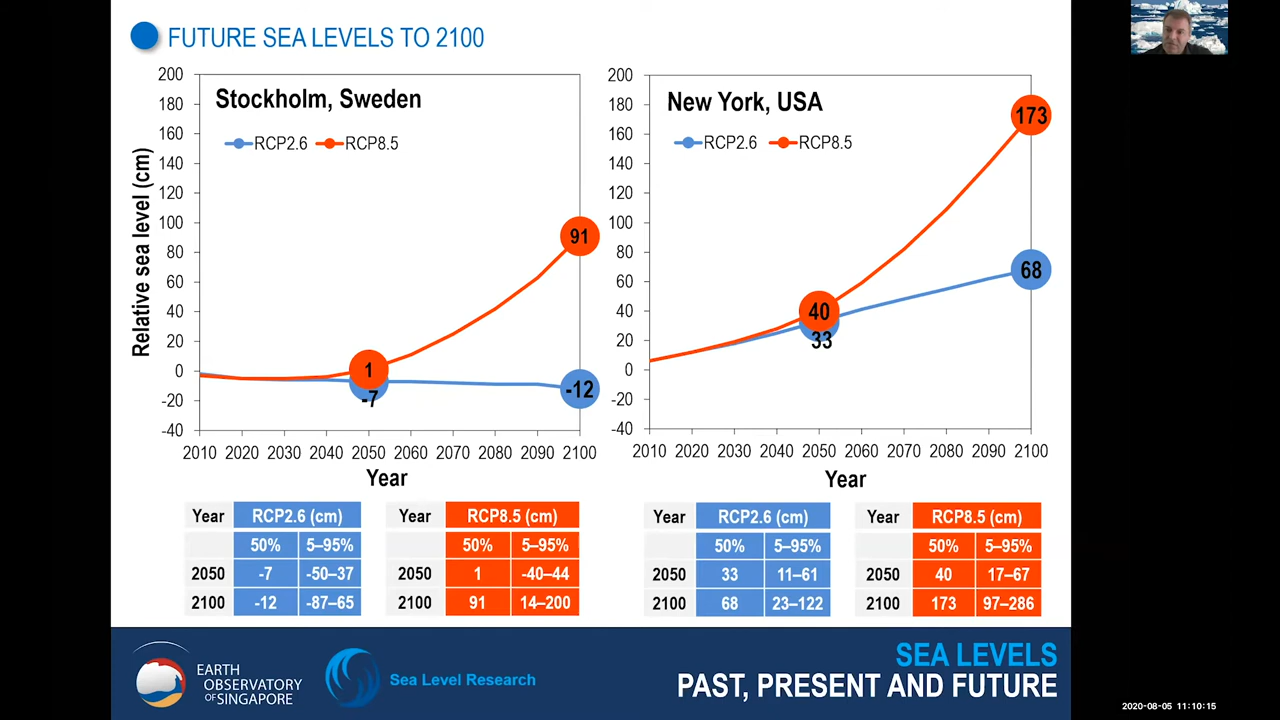 FUTURE SEA LEVELS TO 2100
Stockholm, Sweden
RCP2.6 RCP8.5
Relative sea level (cm)
200
180
160
140
120
100
80
60
40
20
0
-20
-40
91
1
-7
-12
2010 2020 2030 2040 2050 2060 2070 2080 2090 2100
Year
New York, USA
RCP2.6 RCP8.5
200
180
160
140
120
100
80
60
40
20
0
-20
-40
173
68
40
33
2010 2020 2030 2040 2050 2060 2070 2080 2090 2100
Year
Year RCP2.6 (cm)
50% 5–95%
2050 -7 -50–37
2100 -12 -87–65
Year RCP8.5 (cm)
50% 5–95%
2050 1 -40–44
2100 91 14–200
Year RCP2.6 (cm)
50% 5–95%
2050 33 11–61
2100 68 23–122
Year RCP8.5 (cm)
50% 5–95%
2050 40 17–67
2100 173 97–286
EARTH
OBSERVATORY
OF SINGAPORE
Sea Level Research
SEA LEVELS
PAST, PRESENT AND FUTURE
2020-08-05 11:10:15